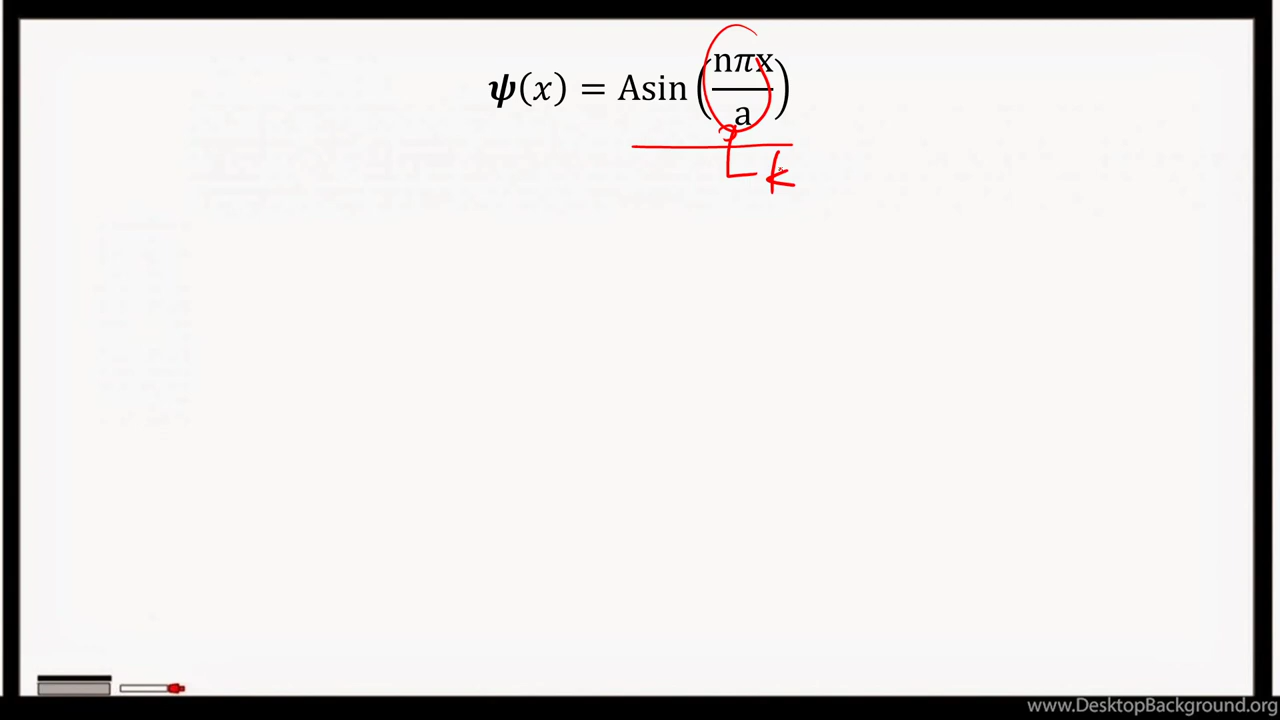 𝝍(x) = Asin (nπx/a)
k
www.DesktopBackground.org